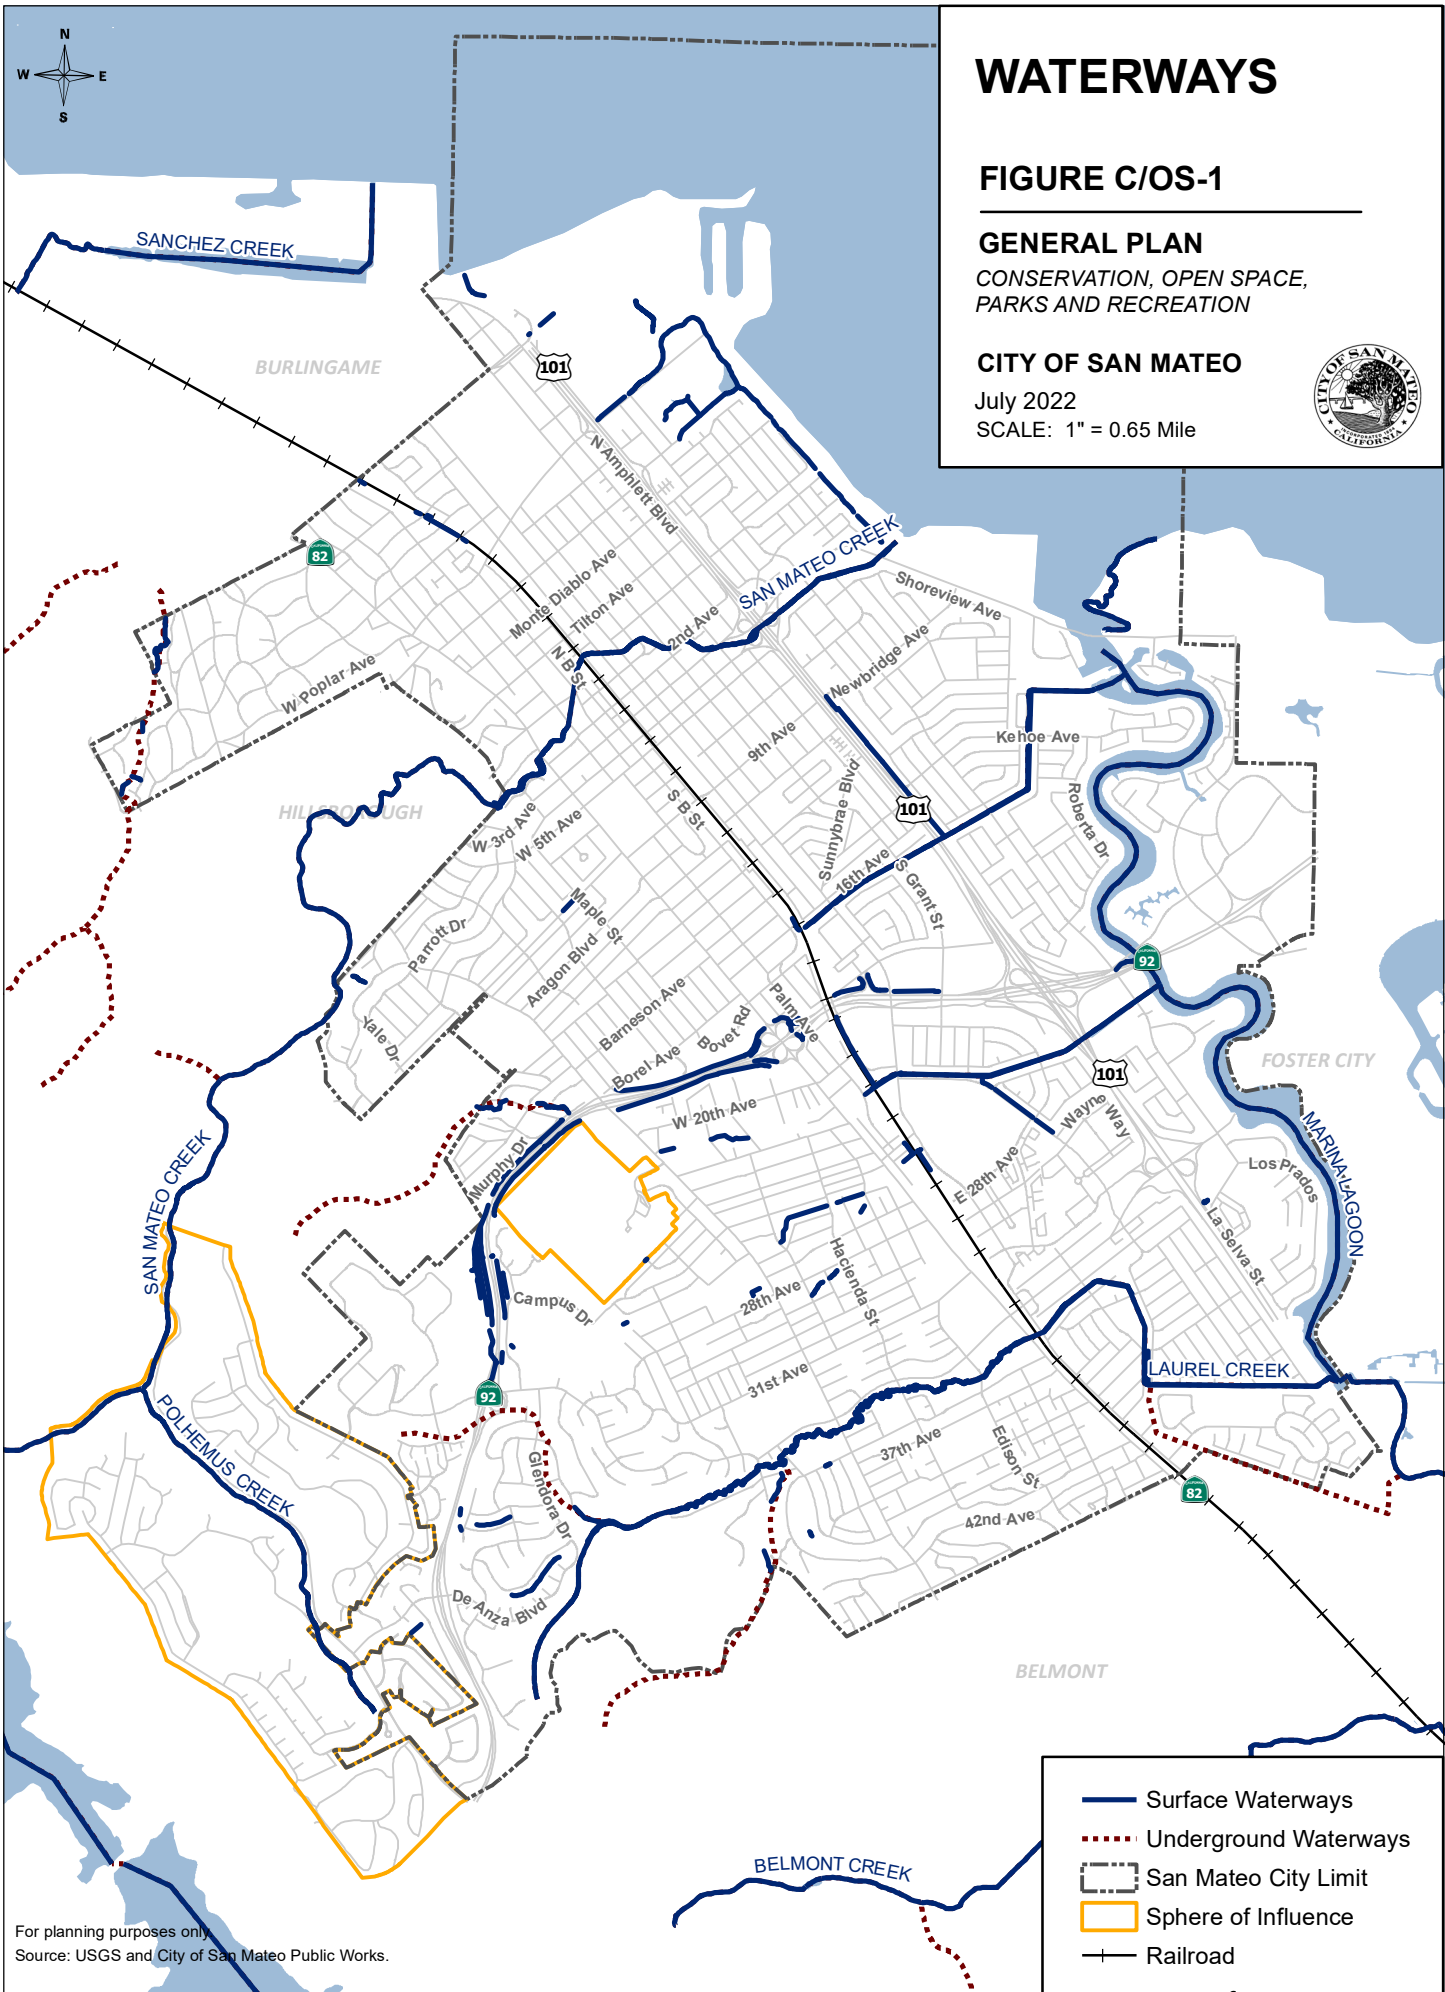 N
W E
S
WATERWAYS
FIGURE C/OS-1
GENERAL PLAN
CONSERVATION, OPEN SPACE,
PARKS AND RECREATION
CITY OF SAN MATEO
July 2022
SCALE: 1" = 0.65 Mile
CITY OF SAN MATEO
CALIFORNIA
SANCHEZ CREEK
BURLINGAME
101
N Amphlett Blvd
82
SAN MATEO CREEK
Monte Diablo Ave
Tilton Ave
2nd Ave
Shoreview Ave
N B St
Newbridge Ave
W Poplar Ave
9th Ave
Kehoe Ave
HILLSBOROUGH
S B St
Sunnybrae Blvd
101
Roberta Dr
W 3rd Ave
W 5th Ave
16th Ave
S Grant St
Maple St
Parrott Dr
Aragon Blvd
92
Barneson Ave
Bovet Rd
Palm Ave
Yale Dr
Borel Ave
101
FOSTER CITY
W 20th Ave
Wayne Way
MARINA LAGOON
Murphy Dr
E 28th Ave
Los Prados
SAN MATEO CREEK
La Selva St
Hacienda St
Campus Dr
28th Ave
31st Ave
LAUREL CREEK
92
POLHEMUS CREEK
37th Ave
Edison St
Glendora Dr
82
42nd Ave
De Anza Blvd
BELMONT
BELMONT CREEK
Surface Waterways
Underground Waterways
San Mateo City Limit
Sphere of Influence
Railroad
For planning purposes only
Source: USGS and City of San Mateo Public Works.